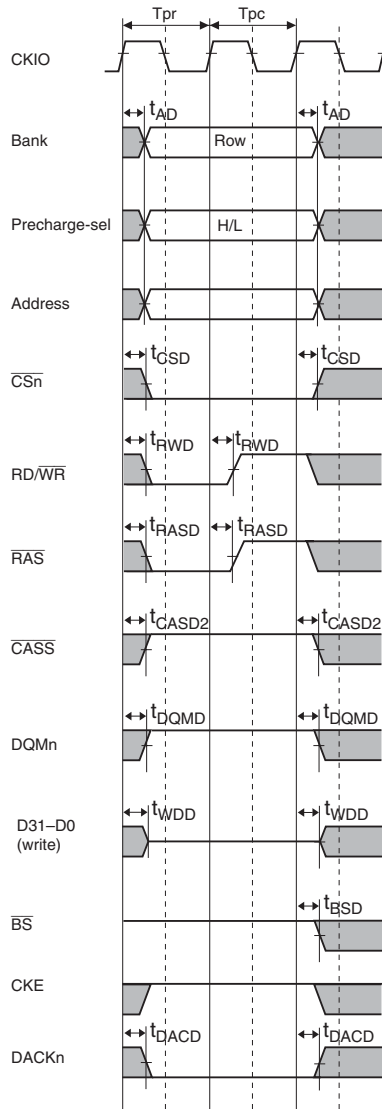 Tpr Tpc
CKIO
tAD tAD
Bank Row
Precharge-sel H/L
Address
tCSD tCSD
CSn
tRWD tRWD
RD/WR
tRASD tRASD
RAS
tCASD2 tCASD2
CASS
tDQMD tDQMD
DQMn
tWDD tWDD
D31–D0
(write)
tBSD
BS
CKE
tDACD tDACD
DACKn